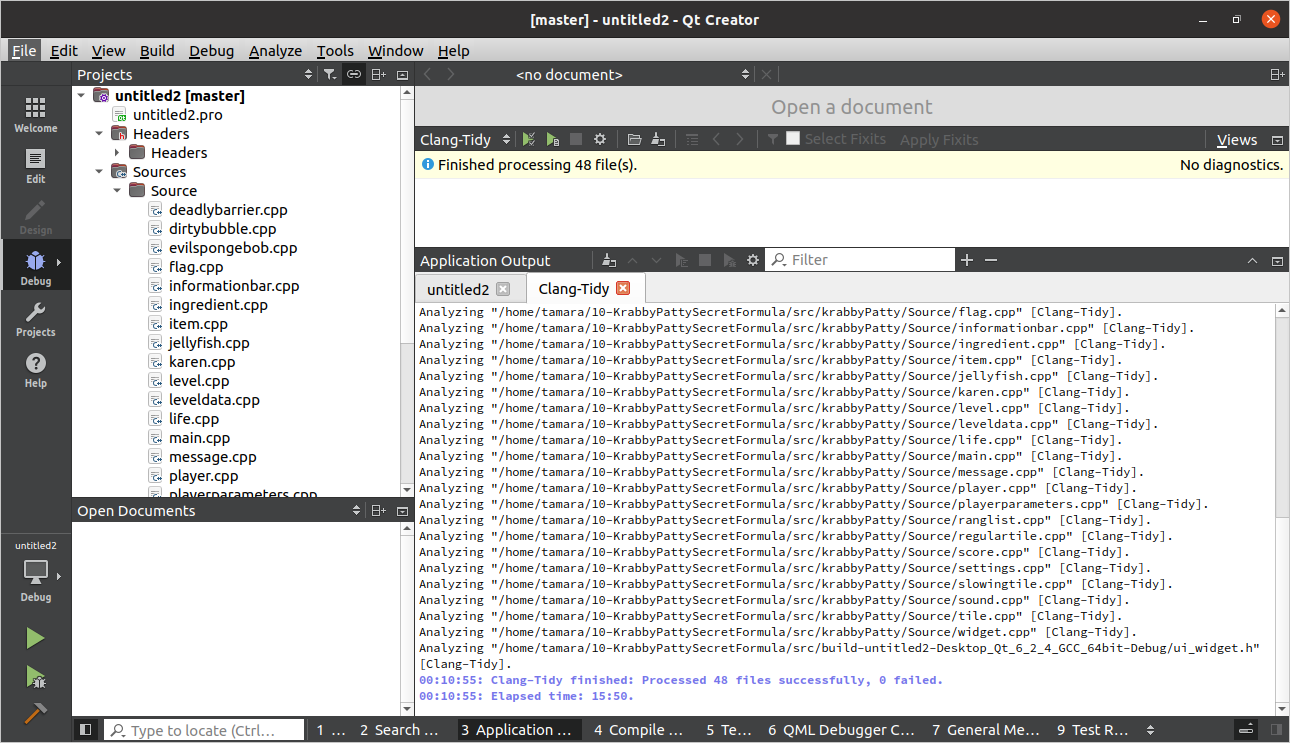 [master] - untitled2 - Qt Creator
File Edit View Build Debug Analyze Tools Window Help
Projects
<no document>
Welcome
Edit
Design
Debug
Projects
Help
untitled2
Debug
untitled2 [master]
untitled2.pro
Headers
Headers
Sources
Source
deadlybarrier.cpp
dirtybubble.cpp
evilspongebob.cpp
flag.cpp
informationbar.cpp
ingredient.cpp
item.cpp
jellyfish.cpp
karen.cpp
level.cpp
leveldata.cpp
life.cpp
main.cpp
message.cpp
player.cpp
playerparameters.cpp
Open Documents
Open a document
Clang-Tidy Select Fixits Apply Fixits Views
Finished processing 48 file(s). No diagnostics.
Application Output Filter
untitled2 Clang-Tidy
Analyzing "/home/tamara/10-KrabbyPattySecretFormula/src/krabbyPatty/Source/flag.cpp" [Clang-Tidy].
Analyzing "/home/tamara/10-KrabbyPattySecretFormula/src/krabbyPatty/Source/informationbar.cpp" [Clang-Tidy].
Analyzing "/home/tamara/10-KrabbyPattySecretFormula/src/krabbyPatty/Source/ingredient.cpp" [Clang-Tidy].
Analyzing "/home/tamara/10-KrabbyPattySecretFormula/src/krabbyPatty/Source/item.cpp" [Clang-Tidy].
Analyzing "/home/tamara/10-KrabbyPattySecretFormula/src/krabbyPatty/Source/jellyfish.cpp" [Clang-Tidy].
Analyzing "/home/tamara/10-KrabbyPattySecretFormula/src/krabbyPatty/Source/karen.cpp" [Clang-Tidy].
Analyzing "/home/tamara/10-KrabbyPattySecretFormula/src/krabbyPatty/Source/level.cpp" [Clang-Tidy].
Analyzing "/home/tamara/10-KrabbyPattySecretFormula/src/krabbyPatty/Source/leveldata.cpp" [Clang-Tidy].
Analyzing "/home/tamara/10-KrabbyPattySecretFormula/src/krabbyPatty/Source/life.cpp" [Clang-Tidy].
Analyzing "/home/tamara/10-KrabbyPattySecretFormula/src/krabbyPatty/Source/main.cpp" [Clang-Tidy].
Analyzing "/home/tamara/10-KrabbyPattySecretFormula/src/krabbyPatty/Source/message.cpp" [Clang-Tidy].
Analyzing "/home/tamara/10-KrabbyPattySecretFormula/src/krabbyPatty/Source/player.cpp" [Clang-Tidy].
Analyzing "/home/tamara/10-KrabbyPattySecretFormula/src/krabbyPatty/Source/playerparameters.cpp" [Clang-Tidy].
Analyzing "/home/tamara/10-KrabbyPattySecretFormula/src/krabbyPatty/Source/ranglist.cpp" [Clang-Tidy].
Analyzing "/home/tamara/10-KrabbyPattySecretFormula/src/krabbyPatty/Source/regulartile.cpp" [Clang-Tidy].
Analyzing "/home/tamara/10-KrabbyPattySecretFormula/src/krabbyPatty/Source/score.cpp" [Clang-Tidy].
Analyzing "/home/tamara/10-KrabbyPattySecretFormula/src/krabbyPatty/Source/settings.cpp" [Clang-Tidy].
Analyzing "/home/tamara/10-KrabbyPattySecretFormula/src/krabbyPatty/Source/slowingtile.cpp" [Clang-Tidy].
Analyzing "/home/tamara/10-KrabbyPattySecretFormula/src/krabbyPatty/Source/sound.cpp" [Clang-Tidy].
Analyzing "/home/tamara/10-KrabbyPattySecretFormula/src/krabbyPatty/Source/tile.cpp" [Clang-Tidy].
Analyzing "/home/tamara/10-KrabbyPattySecretFormula/src/krabbyPatty/Source/widget.cpp" [Clang-Tidy].
Analyzing "/home/tamara/10-KrabbyPattySecretFormula/src/build-untitled2-Desktop_Qt_6_2_4_GCC_64bit-Debug/ui_widget.h"
[Clang-Tidy].
00:10:55: Clang-Tidy finished: Processed 48 files successfully, 0 failed.
00:10:55: Elapsed time: 15:50.
Type to locate (Ctrl... 1 ... 2 Search ... 3 Application ... 4 Compile ... 5 Te... 6 QML Debugger C... 7 General Me... 9 Test R...